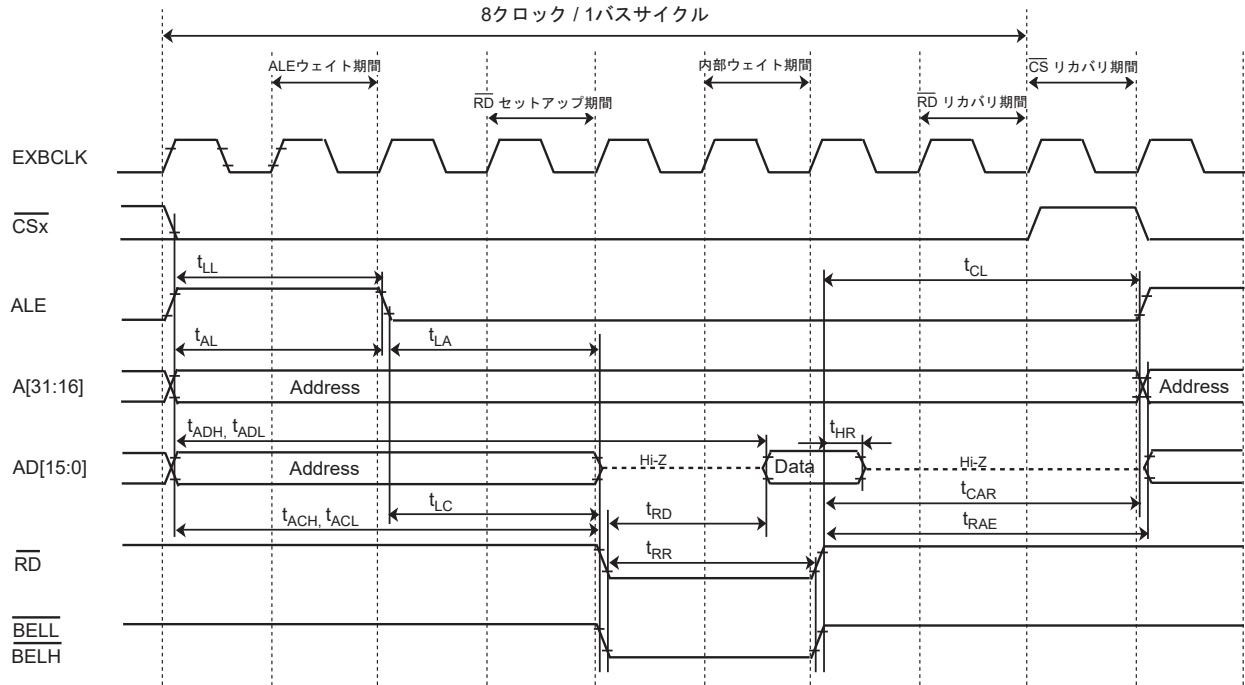 8クロック / 1バスサイクル
ALEウェイト期間
内部ウェイト期間
CS リカバリ期間
RD セットアップ期間
RD リカバリ期間
EXBCLK
CSx
tLL
tCL
ALE
tAL
tLA
A[31:16]
Address
Address
tADH, tADL
tHR
AD[15:0]
Address
Hi-Z
Data
Hi-Z
tLC
tCAR
tACH, tACL
tRD
tRAE
tRR
RD
BELL
BELH